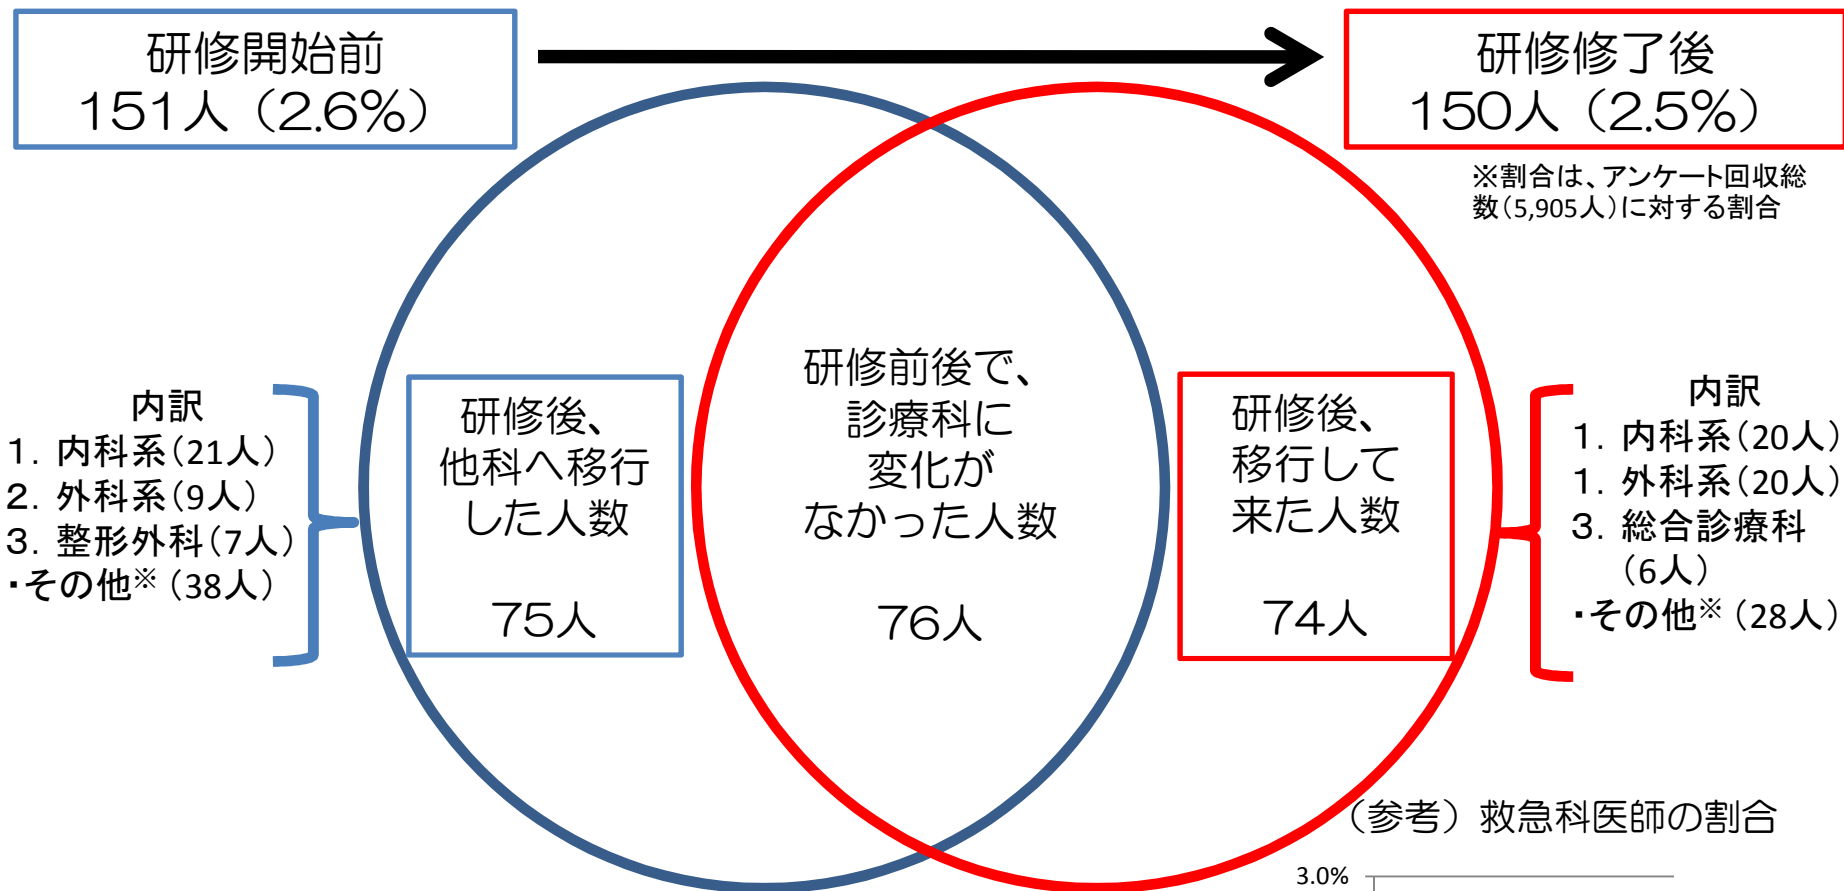 研修開始前
151人（2.6%）
研修修了後
150人（2.5%）
※割合は、アンケート回収総
数（5,905人）に対する割合
内訳
1. 内科系（21人）
2. 外科系（9人）
3. 整形外科（7人）
・その他※（38人）
研修後、
他科へ移行
した人数
75人
研修前後で、
診療科に
変化が
なかった人数
76人
研修後、
移行して
来た人数
74人
内訳
1. 内科系（20人）
1. 外科系（20人）
3. 総合診療科
（6人）
・その他※（28人）
（参考）救急科医師の割合
3.0%